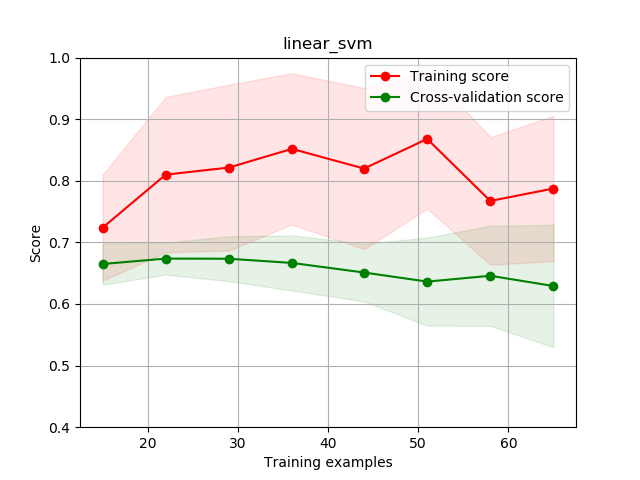 linear_svm
1.0
0.9
0.8
0.7
0.6
0.5
0.4
Score
Training score
Cross-validation score
20 30 40 50 60
Training examples